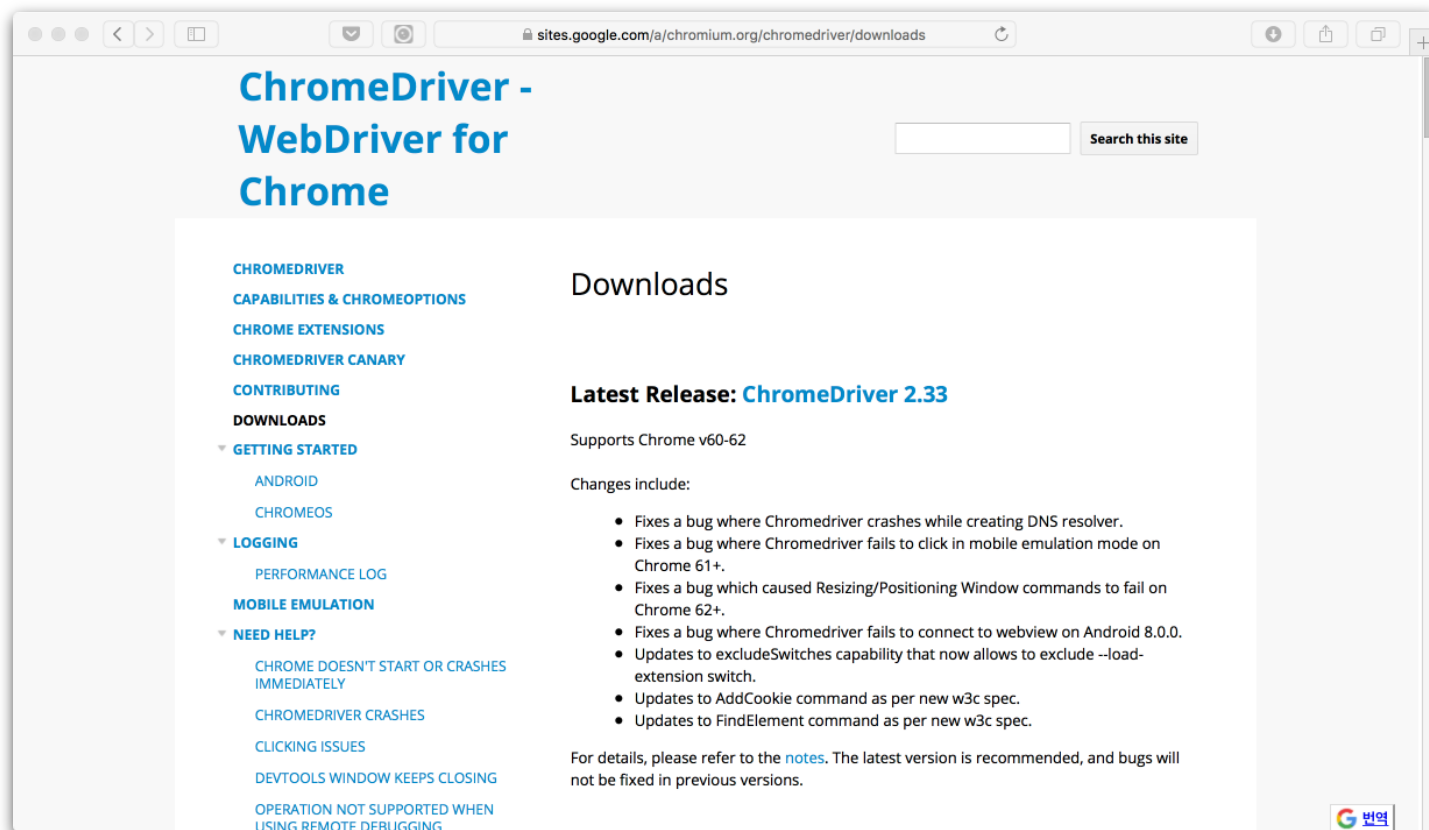 sites.google.com/a/chromium.org/chromedriver/downloads
ChromeDriver -
WebDriver for
Chrome
Search this site
CHROMEDRIVER
CAPABILITIES & CHROMEOPTIONS
CHROME EXTENSIONS
CHROMEDRIVER CANARY
CONTRIBUTING
DOWNLOADS
GETTING STARTED
ANDROID
CHROMEOS
LOGGING
PERFORMANCE LOG
MOBILE EMULATION
NEED HELP?
CHROME DOESN'T START OR CRASHES
IMMEDIATELY
CHROMEDRIVER CRASHES
CLICKING ISSUES
DEVTOOLS WINDOW KEEPS CLOSING
OPERATION NOT SUPPORTED WHEN
USING REMOTE DEBUGGING
Downloads
Latest Release: ChromeDriver 2.33
Supports Chrome v60-62
Changes include:
• Fixes a bug where Chromedriver crashes while creating DNS resolver.
• Fixes a bug where Chromedriver fails to click in mobile emulation mode on
Chrome 61+.
• Fixes a bug which caused Resizing/Positioning Window commands to fail on
Chrome 62+.
• Fixes a bug where Chromedriver fails to connect to webview on Android 8.0.0.
• Updates to excludeSwitches capability that now allows to exclude --load-
extension switch.
• Updates to AddCookie command as per new w3c spec.
• Updates to FindElement command as per new w3c spec.
For details, please refer to the notes. The latest version is recommended, and bugs will
not be fixed in previous versions.
G 번역